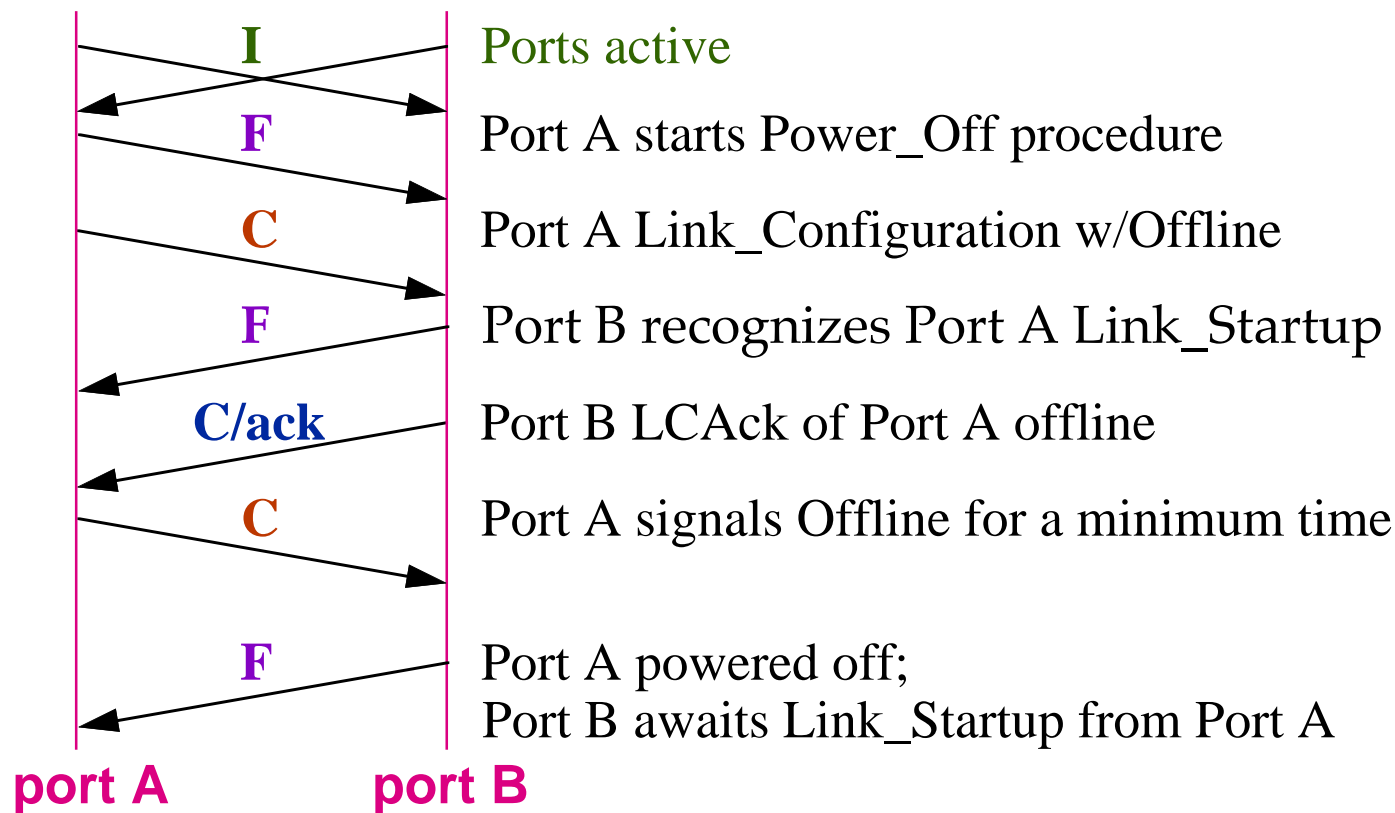 I Ports active
F Port A starts Power_Off procedure
C Port A Link_Configuration w/Offline
F Port B recognizes Port A Link_Startup
C/ack Port B LCAck of Port A offline
C Port A signals Offline for a minimum time
F Port A powered off;
Port B awaits Link_Startup from Port A
port A port B